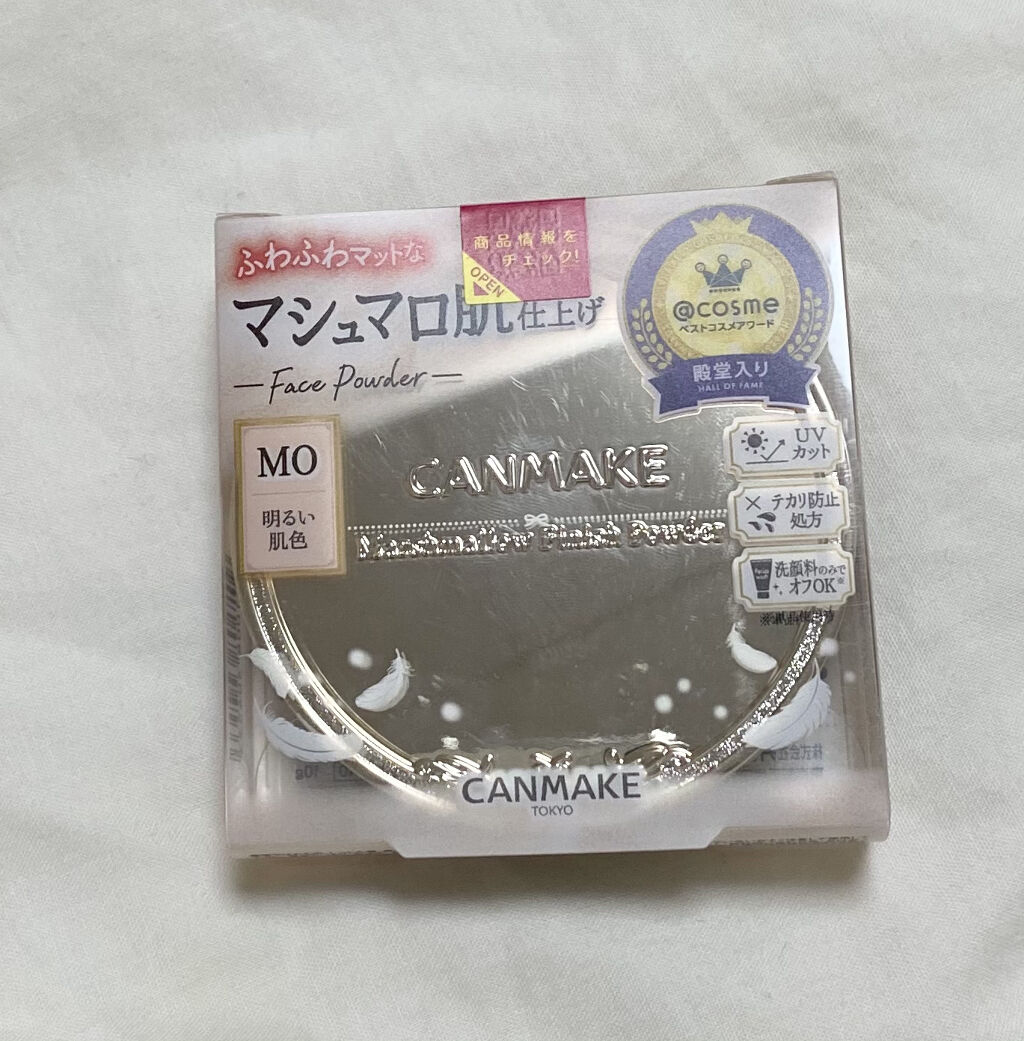 ふわふわマットな
商品情報を
チェック!
OPEN
マシュマロ肌仕上げ
Face Powder
@cosme
ベストコスメアワード
殿堂入り
HALL OF FAME
MO
明るい
肌色
UV
カット
テカリ防止
処方
洗顔料のみで
オフOK※
CANMAKE
Marshmallow Finish Powder
CANMAKE
TOKYO
10g